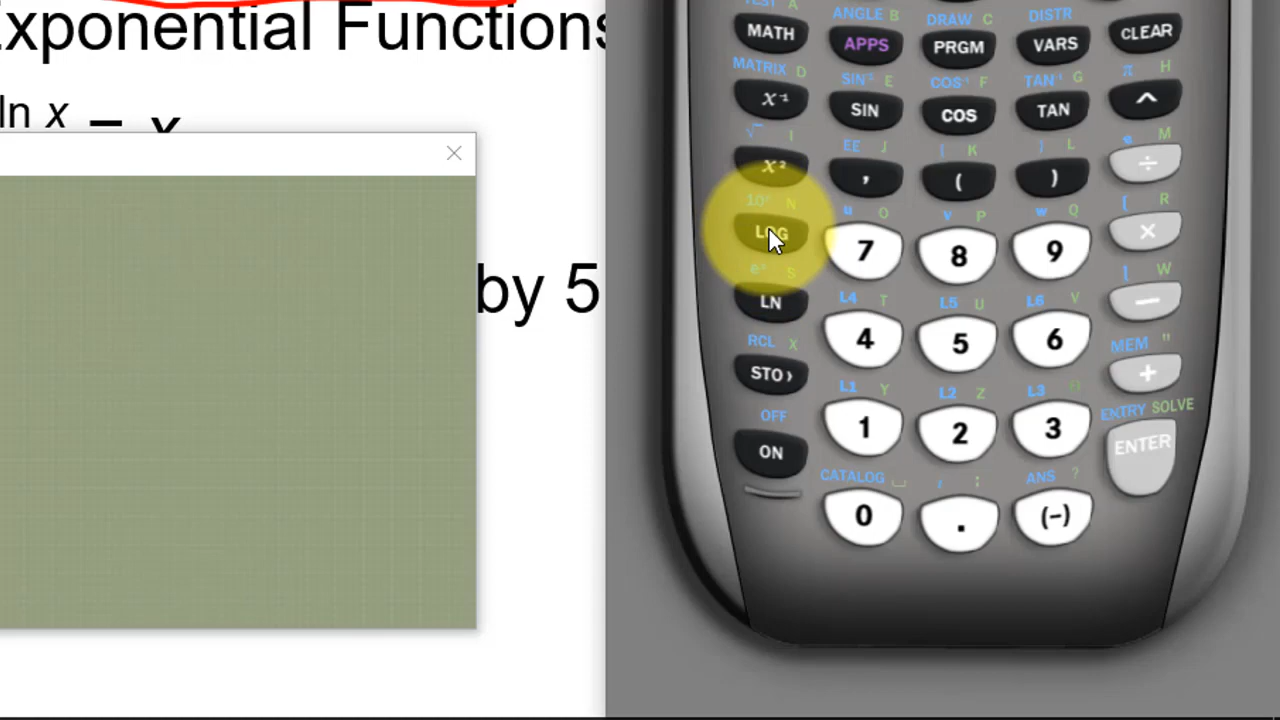 Exponential Functions
ln x = x
by 5
TEST A ANGLE B DRAW C DISTR
MATH APPS PRGM VARS CLEAR
MATRIX D SIN⁻¹ E COS⁻¹ F TAN⁻¹ G π H
x⁻¹ SIN COS TAN ^
√‾ I EE J { K } L e M
x² , ( ) ÷
10ˣ N u O v P w Q [ R
LOG 7 8 9 ×
eˣ S L4 T L5 U L6 V ] W
LN 4 5 6 −
RCL X L1 Y L2 Z L3 θ MEM "
STO› 1 2 3 +
OFF ENTRY SOLVE
ON ENTER
CATALOG ⎵ i : ANS ?
0 . (−)